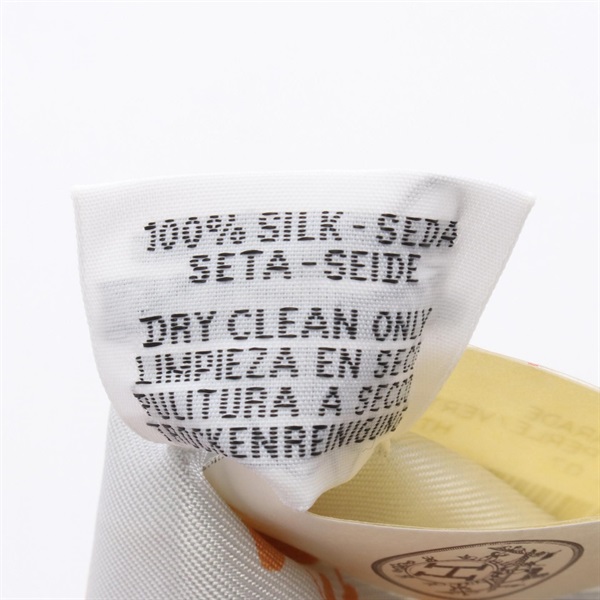 100% SILK - SEDA
SETA - SEIDE
DRY CLEAN ONLY
LIMPIEZA EN SECO
PULITURA A SECCO
TROCKENREINIGUNG
H